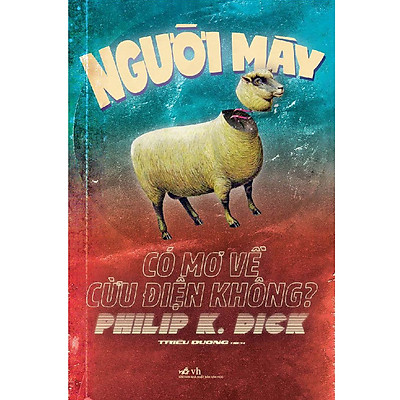 NGƯỜI MÁY
CÓ MƠ VỀ
CỪU ĐIỆN KHÔNG?
PHILIP K. DICK
TRIỀU DƯƠNG